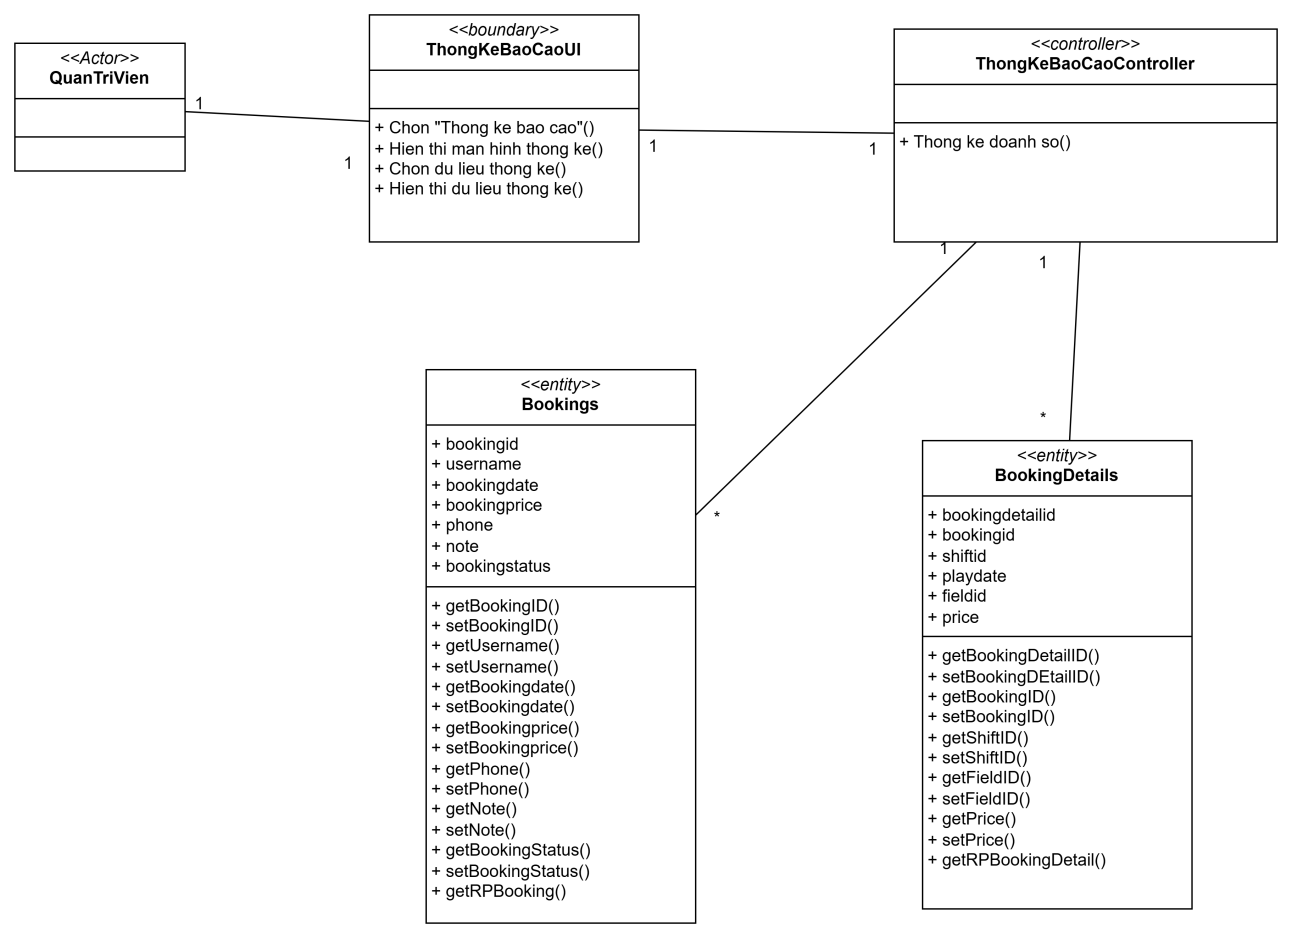 <<Actor>>
QuanTriVien
1
<<boundary>>
ThongKeBaoCaoUI
+ Chon "Thong ke bao cao"()
+ Hien thi man hinh thong ke()
+ Chon du lieu thong ke()
+ Hien thi du lieu thong ke()
1
1
1
<<controller>>
ThongKeBaoCaoController
+ Thong ke doanh so()
1
1
*
*
<<entity>>
Bookings
+ bookingid
+ username
+ bookingdate
+ bookingprice
+ phone
+ note
+ bookingstatus
+ getBookingID()
+ setBookingID()
+ getUsername()
+ setUsername()
+ getBookingdate()
+ setBookingdate()
+ getBookingprice()
+ setBookingprice()
+ getPhone()
+ setPhone()
+ getNote()
+ setNote()
+ getBookingStatus()
+ setBookingStatus()
+ getRPBooking()
<<entity>>
BookingDetails
+ bookingdetailid
+ bookingid
+ shiftid
+ playdate
+ fieldid
+ price
+ getBookingDetailID()
+ setBookingDEtailID()
+ getBookingID()
+ setBookingID()
+ getShiftID()
+ setShiftID()
+ getFieldID()
+ setFieldID()
+ getPrice()
+ setPrice()
+ getRPBookingDetail()